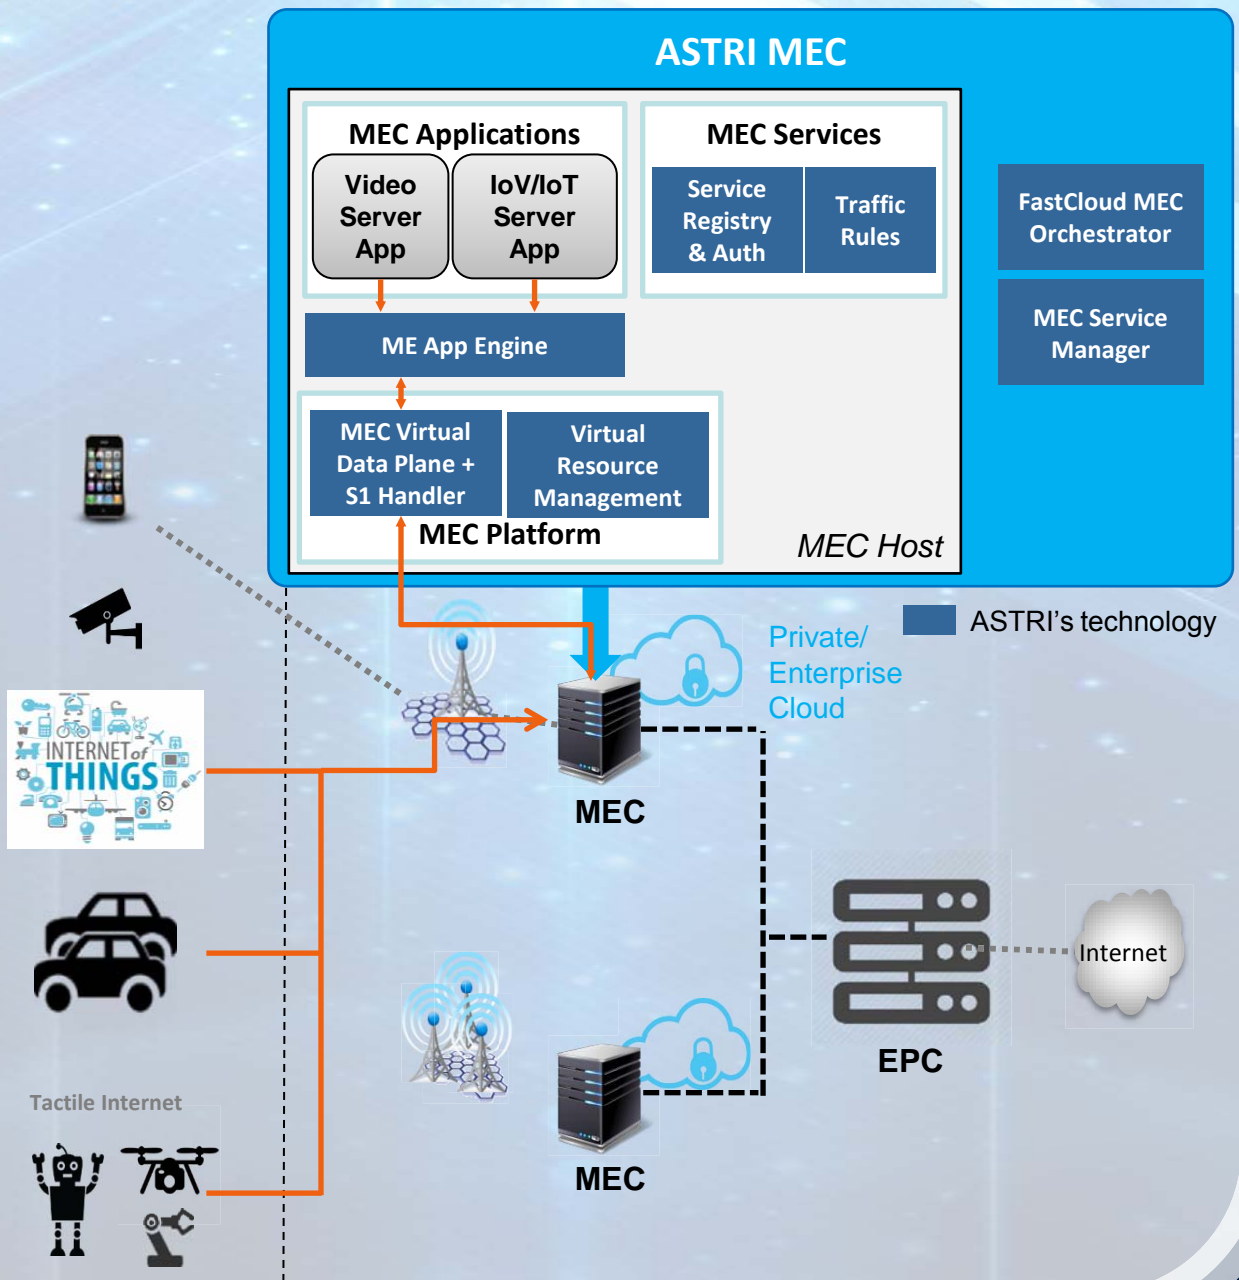 ASTRI MEC
MEC Applications
Video
Server
App
IoV/IoT
Server
App
MEC Services
Service
Registry
& Auth
Traffic
Rules
FastCloud MEC
Orchestrator
MEC Service
Manager
ME App Engine
MEC Virtual
Data Plane +
S1 Handler
Virtual
Resource
Management
MEC Platform
MEC Host
ASTRI's technology
Private/
Enterprise
Cloud
INTERNET of
THINGS
MEC
EPC
Internet
Tactile Internet
MEC